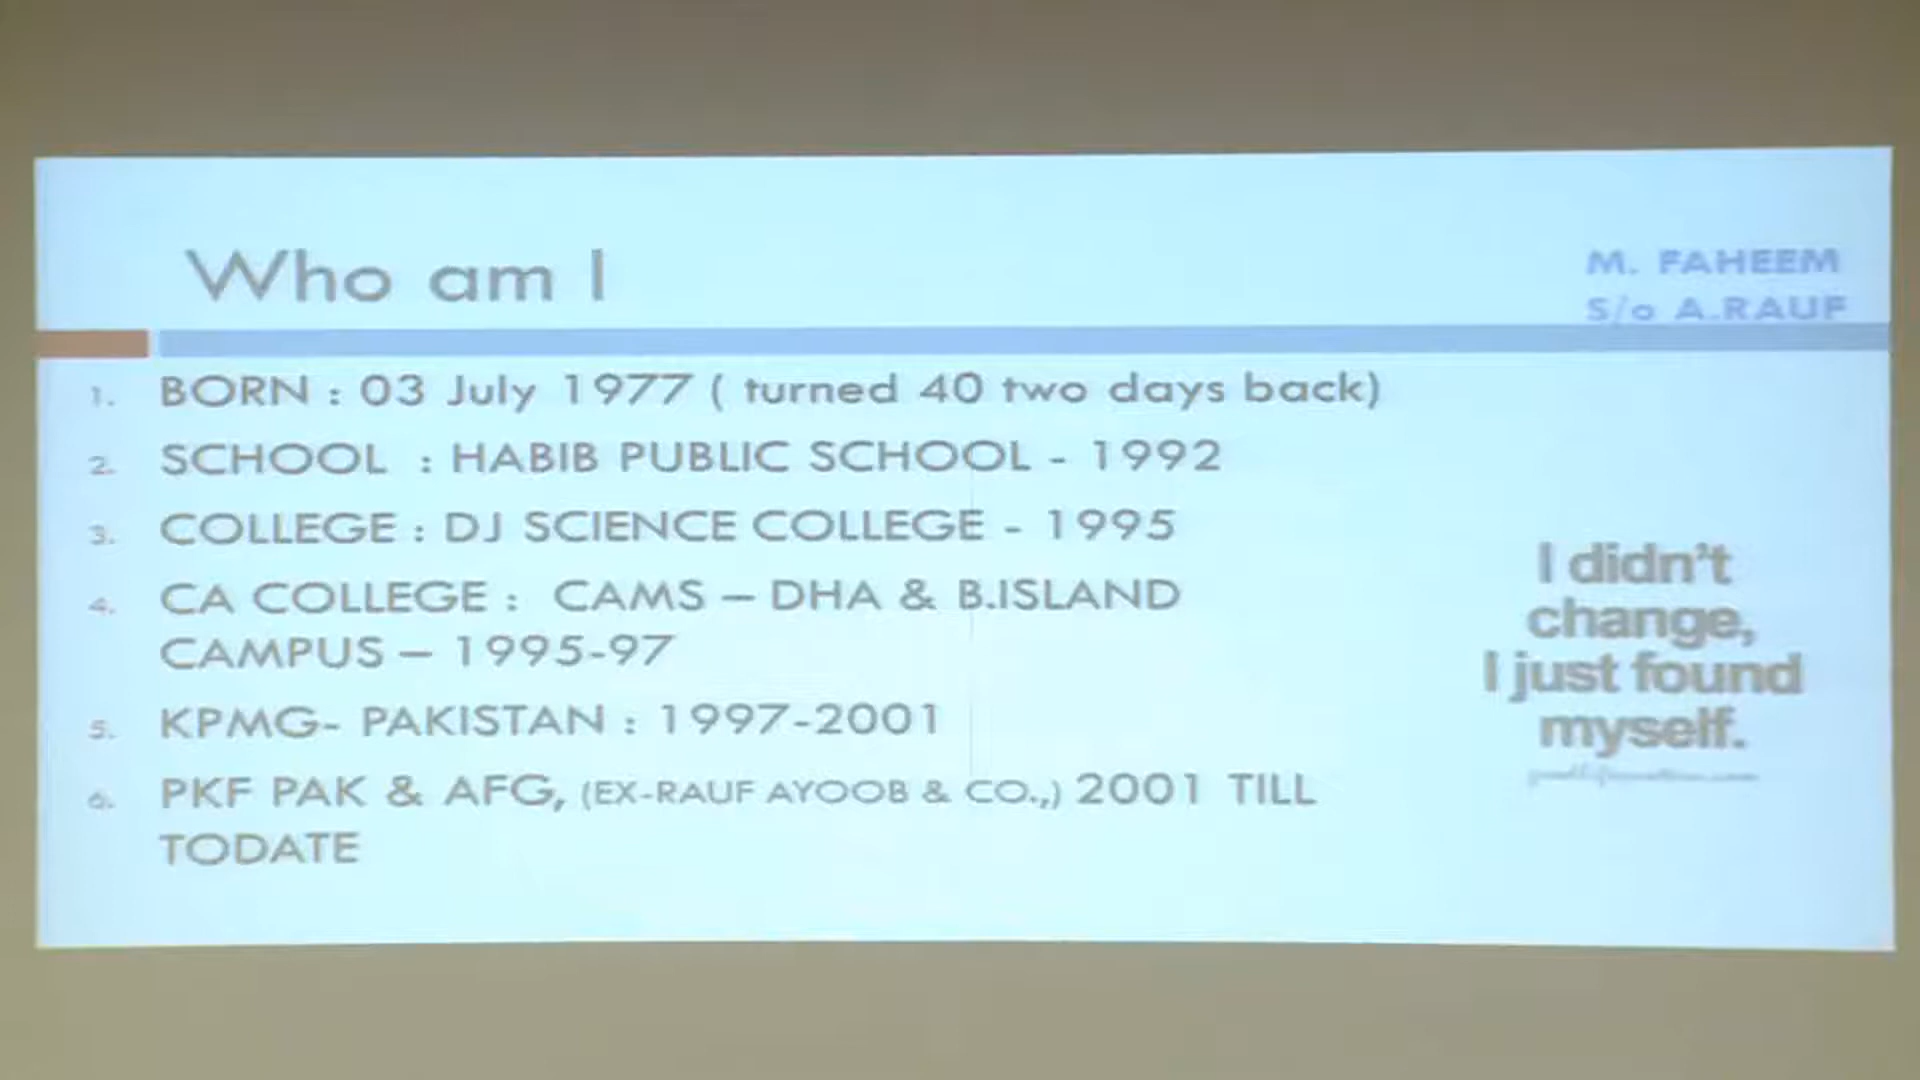 Who am I
M. FAHEEM
S/o A.RAUF
1. BORN : 03 July 1977 ( turned 40 two days back)
2. SCHOOL : HABIB PUBLIC SCHOOL - 1992
3. COLLEGE : DJ SCIENCE COLLEGE - 1995
4. CA COLLEGE : CAMS – DHA & B.ISLAND
CAMPUS – 1995-97
5. KPMG- PAKISTAN : 1997-2001
6. PKF PAK & AFG, (EX-RAUF AYOOB & CO.,) 2001 TILL
TODATE
I didn't
change,
I just found
myself.